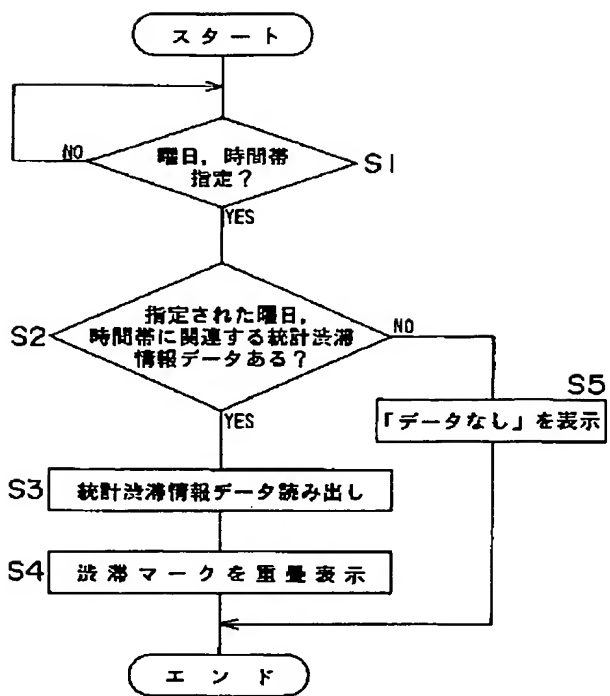 スタート
NO
曜日，時間帯
指定？
S1
YES
S2
指定された曜日，
時間帯に関連する統計渋滞
情報データある？
NO
YES
S5
「データなし」を表示
S3
統計渋滞情報データ読み出し
S4
渋滞マークを重畳表示
エンド